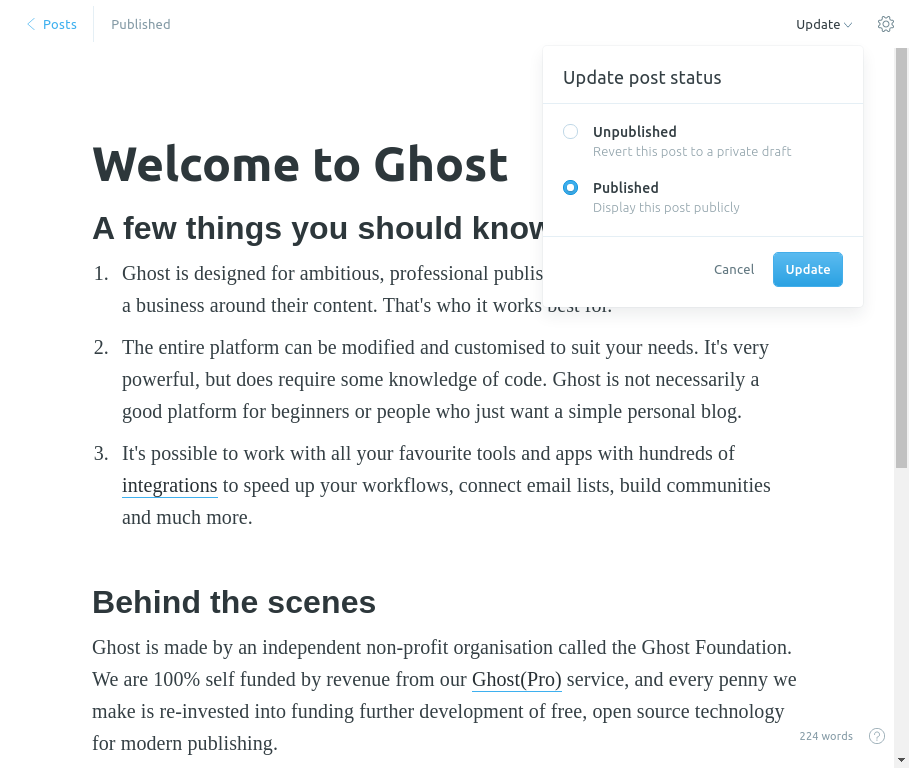 Posts
Published
Update
Update post status
Unpublished
Revert this post to a private draft
Published
Display this post publicly
Cancel
Update
Welcome to Ghost
A few things you should know
1. Ghost is designed for ambitious, professional publis
a business around their content. That's who it works best for.
2. The entire platform can be modified and customised to suit your needs. It's very
powerful, but does require some knowledge of code. Ghost is not necessarily a
good platform for beginners or people who just want a simple personal blog.
3. It's possible to work with all your favourite tools and apps with hundreds of
integrations to speed up your workflows, connect email lists, build communities
and much more.
Behind the scenes
Ghost is made by an independent non-profit organisation called the Ghost Foundation.
We are 100% self funded by revenue from our Ghost(Pro) service, and every penny we
make is re-invested into funding further development of free, open source technology
for modern publishing.
224 words
?